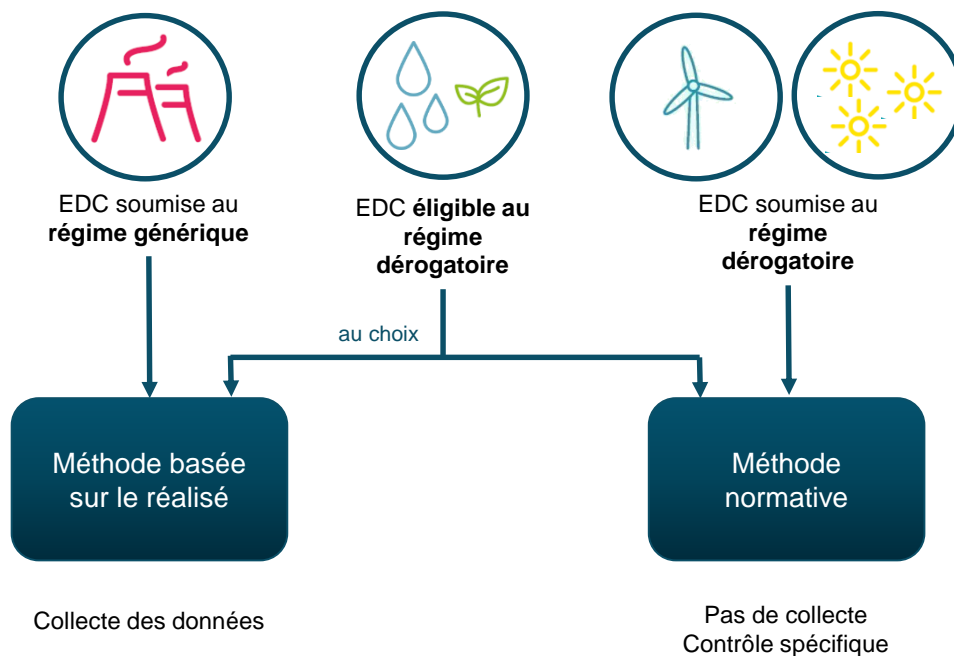 EDC soumise au
régime générique
EDC éligible au
régime
dérogatoire
EDC soumise au
régime
dérogatoire
au choix
Méthode basée
sur le réalisé
Méthode
normative
Collecte des données
Pas de collecte
Contrôle spécifique